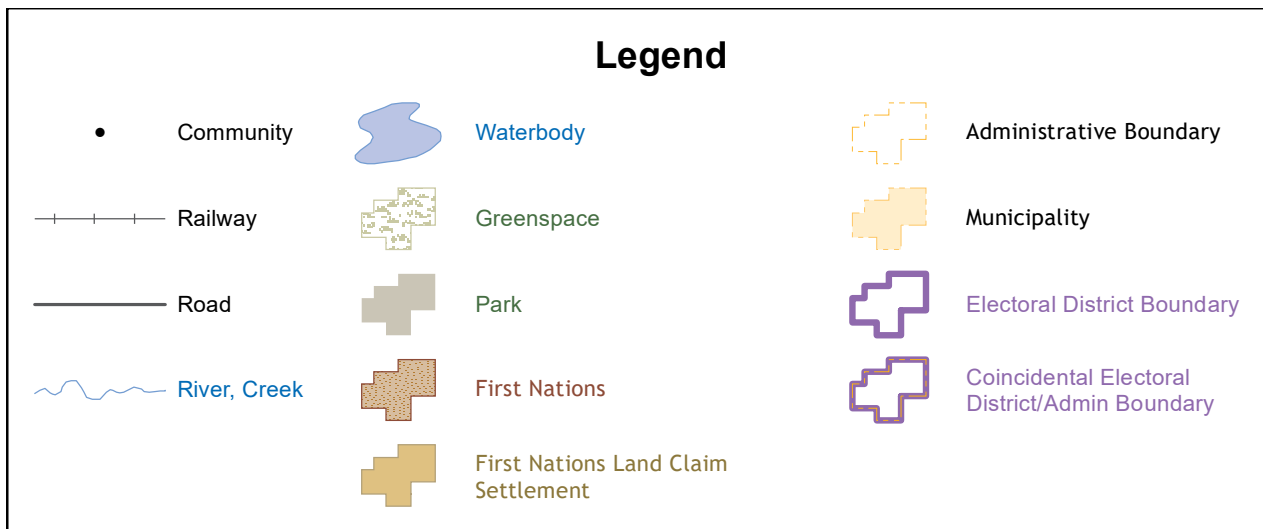 Legend
Community
Waterbody
Administrative Boundary
Railway
Greenspace
Municipality
Road
Park
Electoral District Boundary
River, Creek
First Nations
Coincidental Electoral
District/Admin Boundary
First Nations Land Claim
Settlement